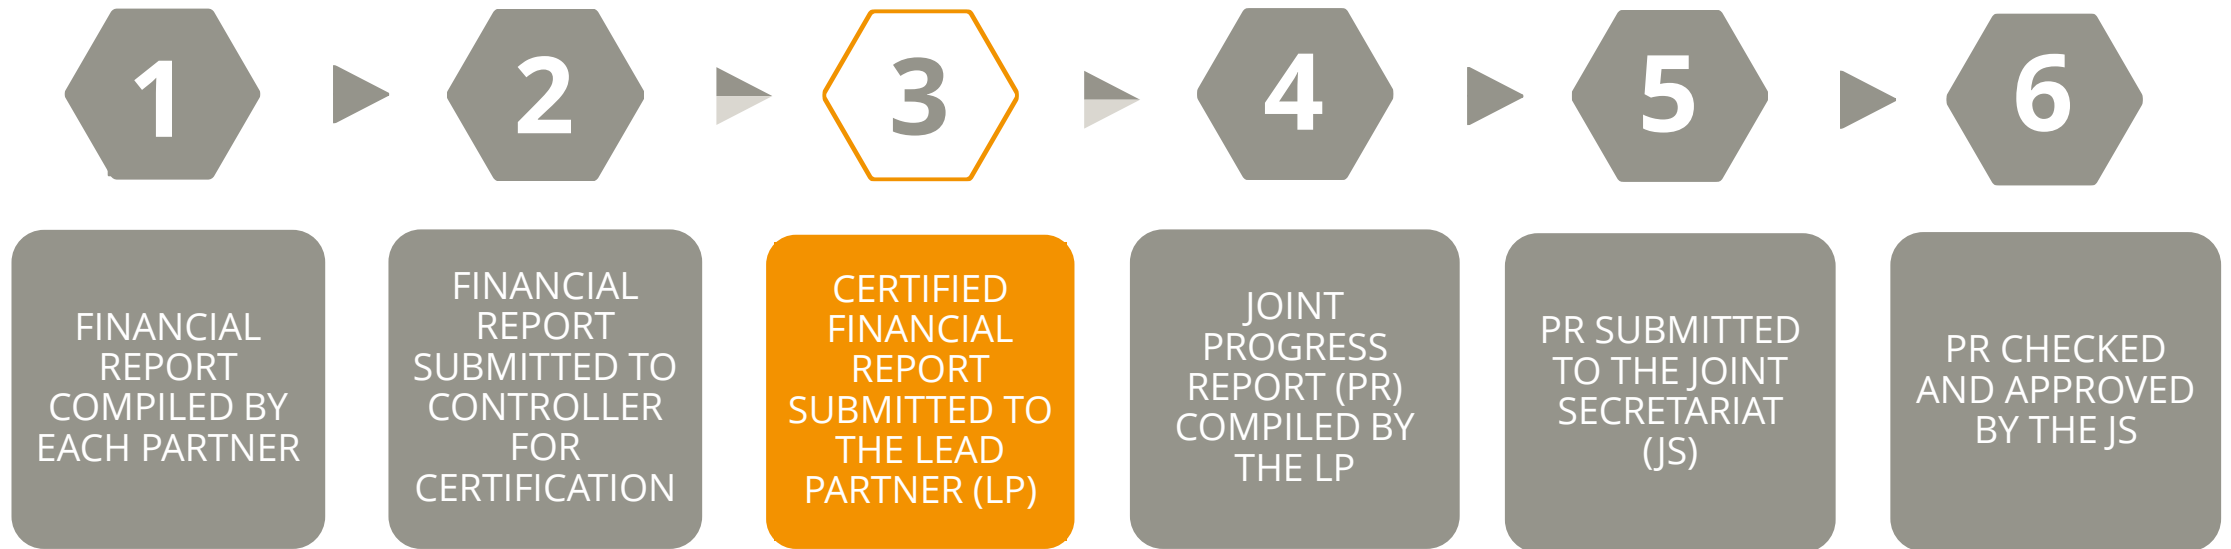 1
2
3
4
5
6
FINANCIAL
REPORT
COMPILED BY
EACH PARTNER
FINANCIAL
REPORT
SUBMITTED TO
CONTROLLER
FOR
CERTIFICATION
CERTIFIED
FINANCIAL
REPORT
SUBMITTED TO
THE LEAD
PARTNER (LP)
JOINT
PROGRESS
REPORT (PR)
COMPILED BY
THE LP
PR SUBMITTED
TO THE JOINT
SECRETARIAT
(JS)
PR CHECKED
AND APPROVED
BY THE JS